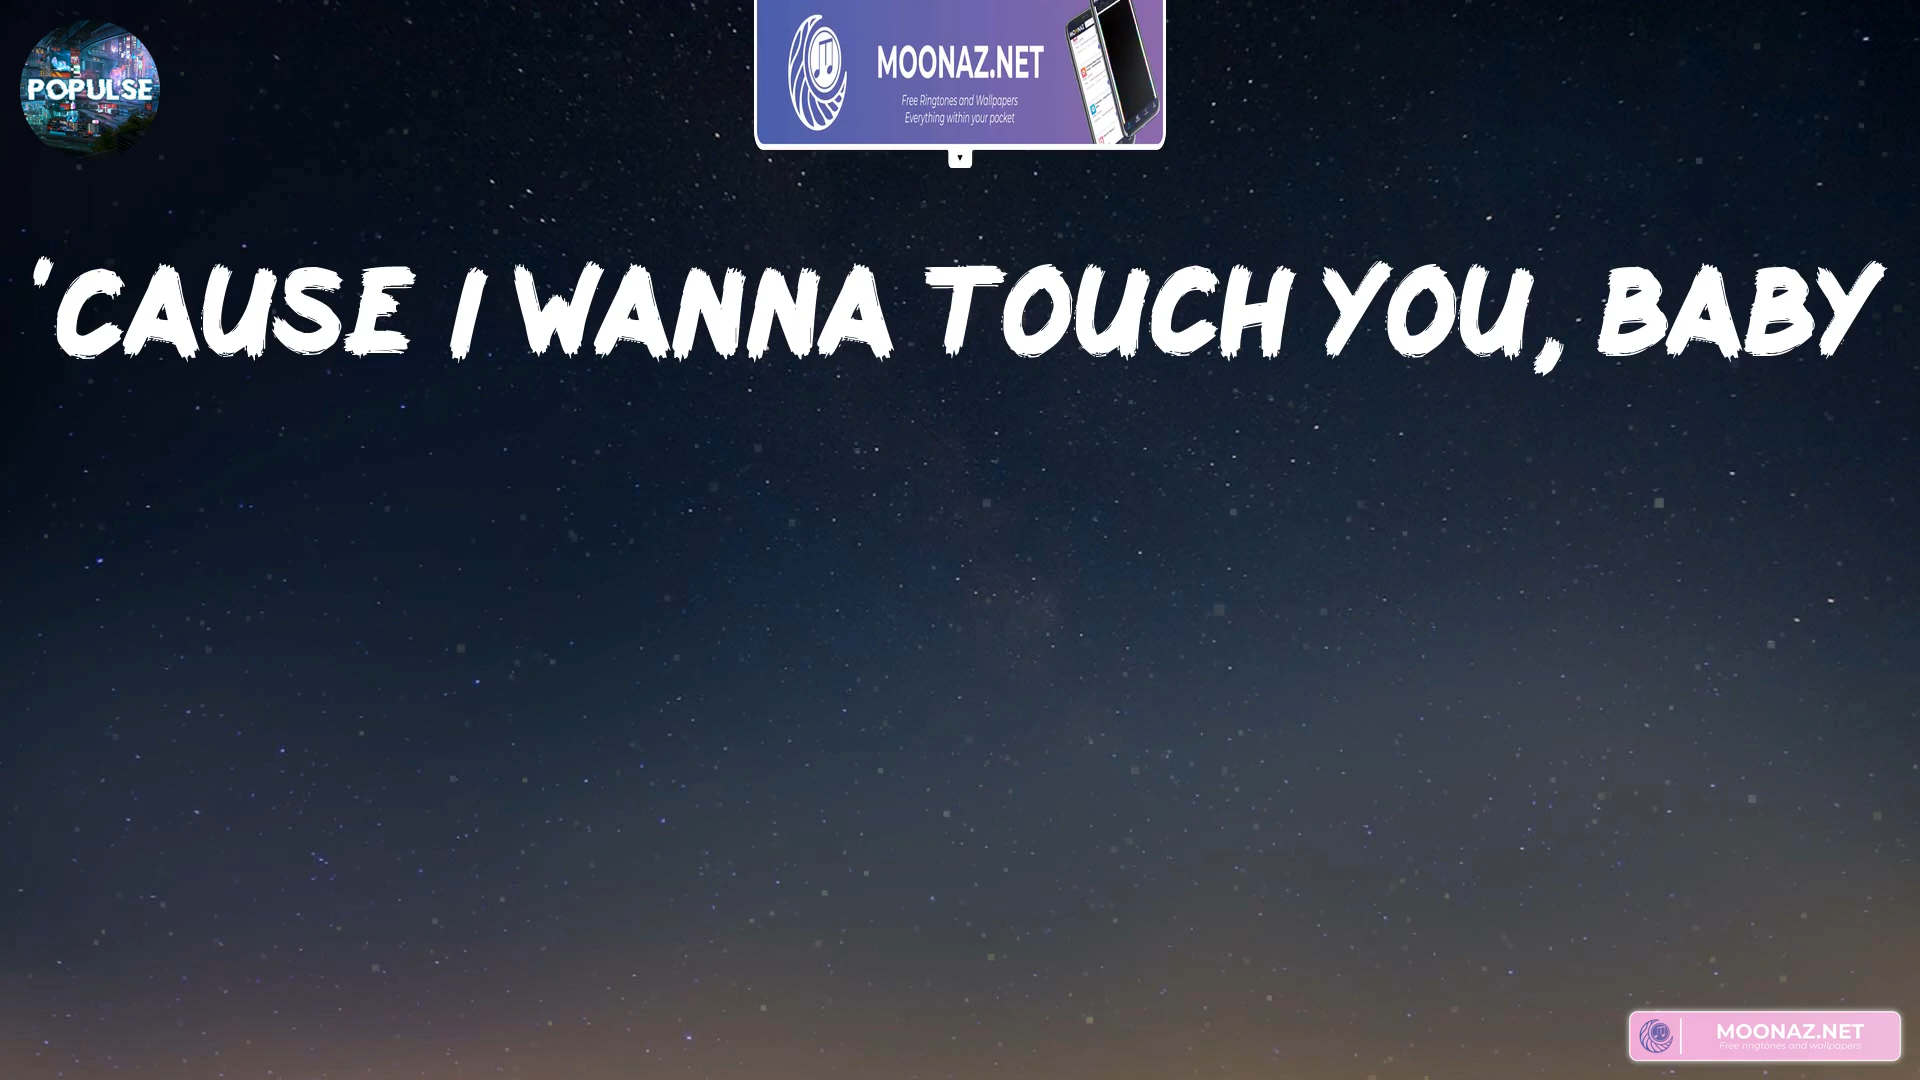 POPULSE
MOONAZ.NET
Free Ringtones and Wallpapers
Everything within your pocket
'CAUSE I WANNA TOUCH YOU, BABY
MOONAZ.NET
Free ringtones and wallpapers